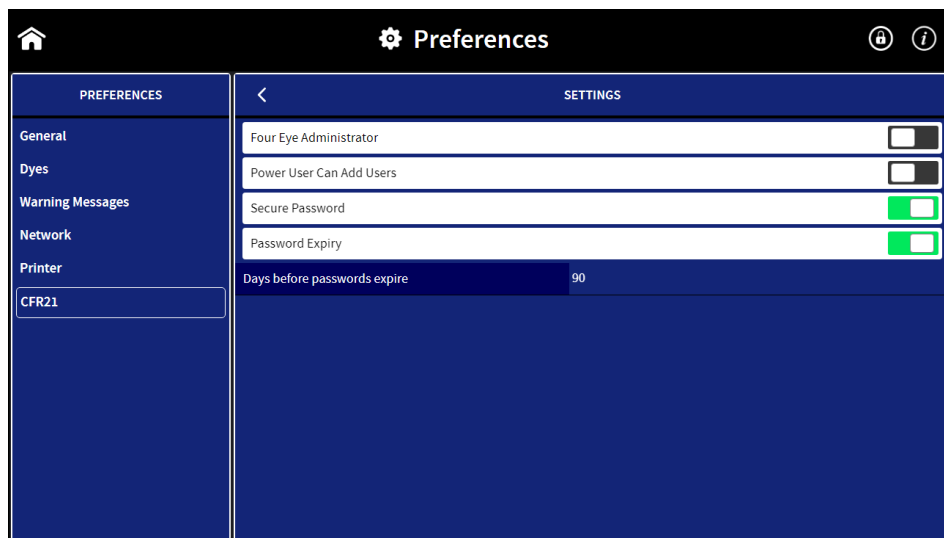 Preferences
PREFERENCES
General
Dyes
Warning Messages
Network
Printer
CFR21
SETTINGS
Four Eye Administrator
Power User Can Add Users
Secure Password
Password Expiry
Days before passwords expire 90